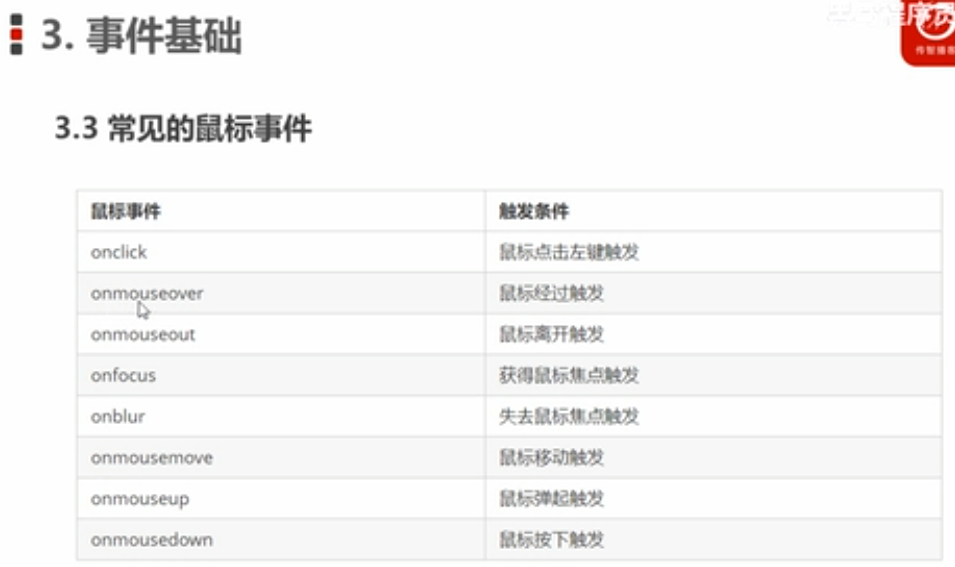 3. 事件基础
3.3 常见的鼠标事件
鼠标事件 触发条件
onclick 鼠标点击左键触发
onmouseover 鼠标经过触发
onmouseout 鼠标离开触发
onfocus 获得鼠标焦点触发
onblur 失去鼠标焦点触发
onmousemove 鼠标移动触发
onmouseup 鼠标弹起触发
onmousedown 鼠标按下触发